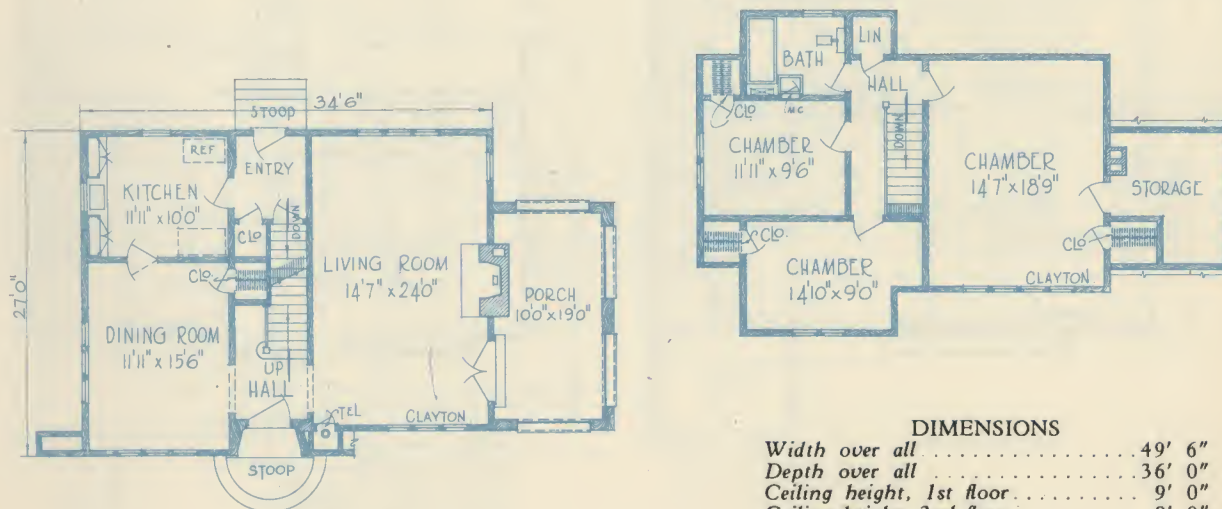 34'6"
STOOP
REF
ENTRY
KITCHEN
11'11" x 10'0"
CLO
DOWN
CLO.
LIVING ROOM
14'7" x 24'0"
PORCH
10'0" x 19'0"
27'0"
DINING ROOM
11'11" x 15'6"
UP
HALL
TEL
CLAYTON
STOOP
LIN
BATH
HALL
CLO
MC
DOWN
CHAMBER
11'11" x 9'6"
CHAMBER
14'7" x 18'9"
STORAGE
CLO.
CLO
CHAMBER
14'10" x 9'0"
CLAYTON
DIMENSIONS
Width over all . . . . . . . . . . . . . . . . . 49' 6"
Depth over all . . . . . . . . . . . . . . . . 36' 0"
Ceiling height, 1st floor . . . . . . . . . . 9' 0"